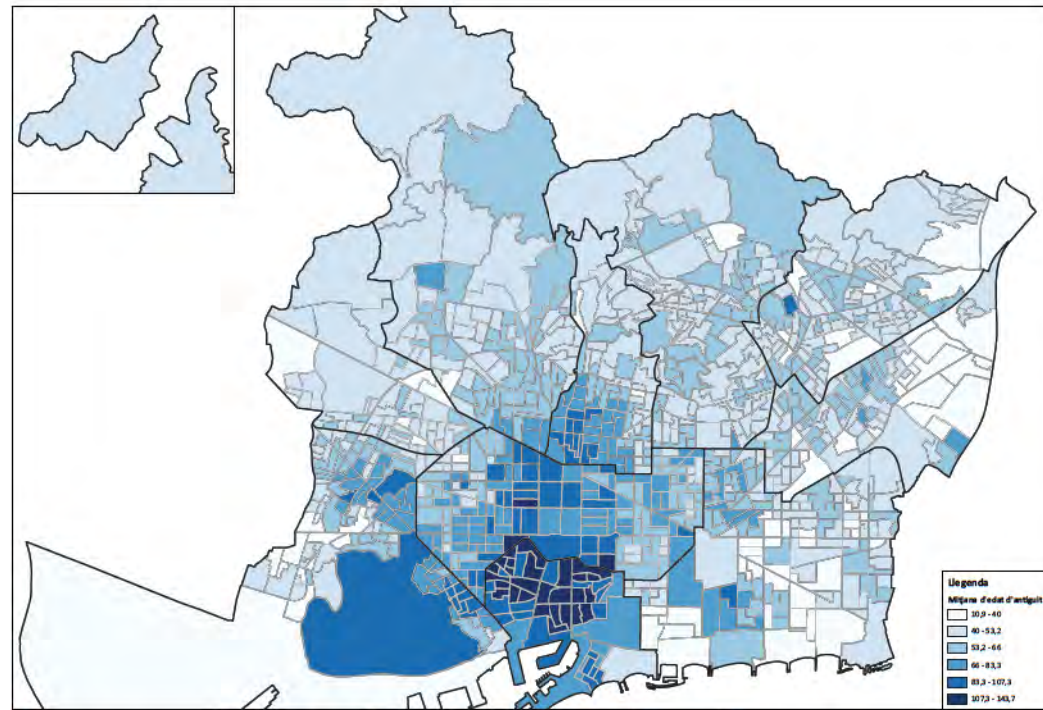 Llegenda
Mitjana d'edat d'antiguit
10,9 - 40
40 - 53,2
53,2 - 66
66 - 83,3
83,3 - 107,3
107,3 - 143,7